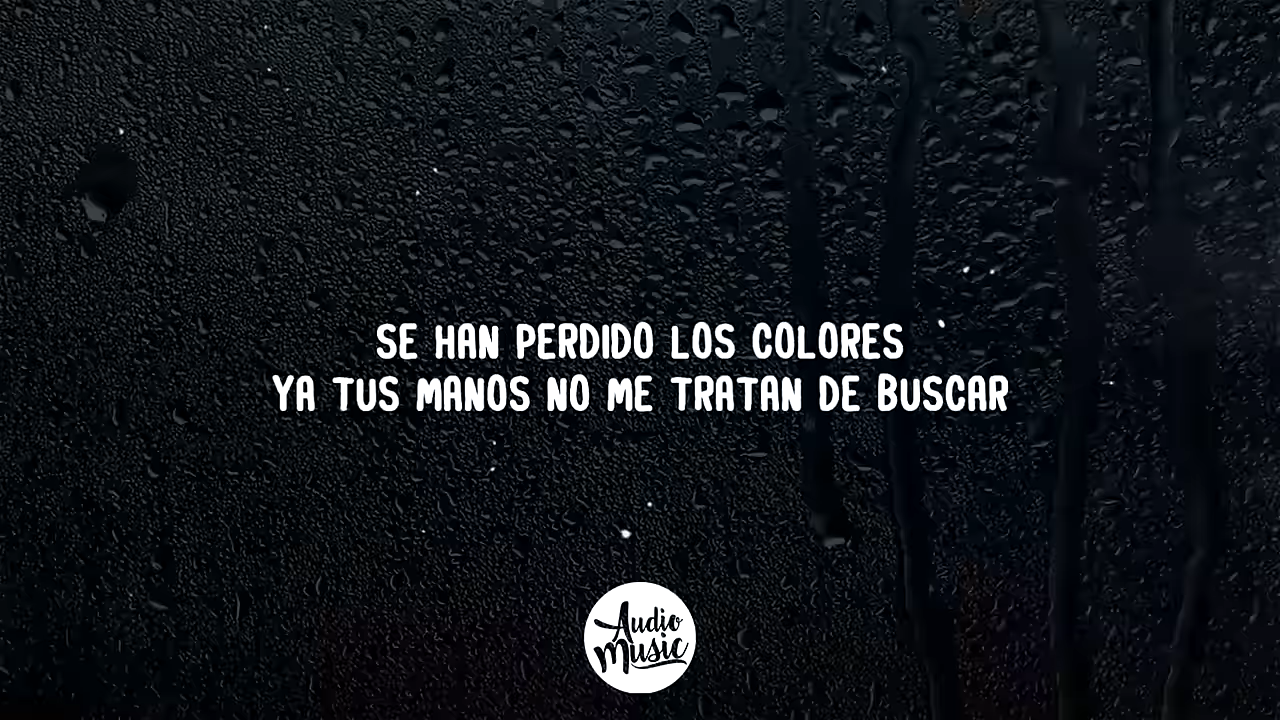 SE HAN PERDIDO LOS COLORES
YA TUS MANOS NO ME TRATAN DE BUSCAR
Audio
Music